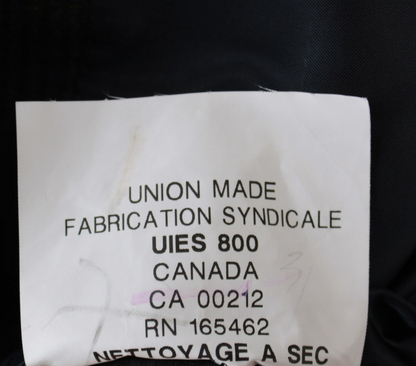 UNION MADE
FABRICATION SYNDICALE
UIES 800
CANADA
CA 00212
RN 165462
NETTOYAGE A SEC